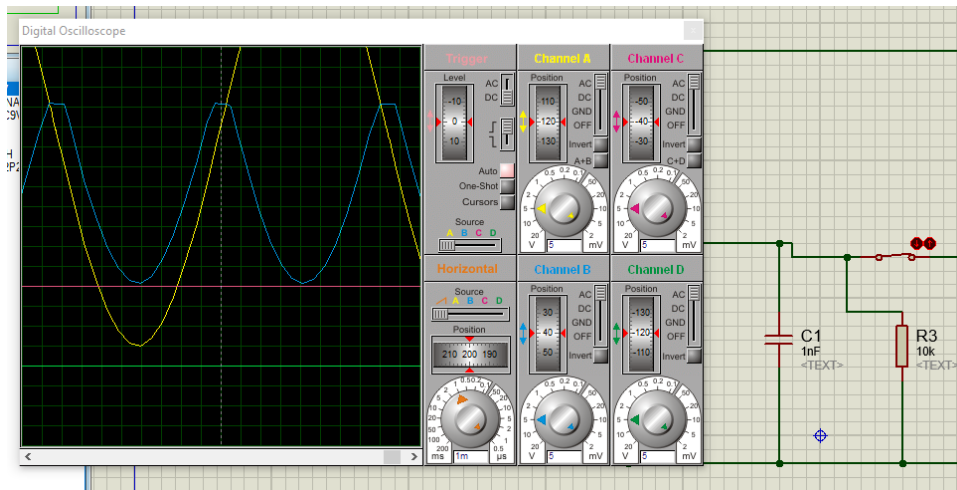 Digital Oscilloscope
NA
C9V
H
2P2
Trigger
Level
AC
DC
-10
0
10
Auto
One-Shot
Cursors
Source
A B C D
Channel A
Position
AC
DC
GND
OFF
110
120
130
Invert
A+B
V 5 mV
Channel C
Position
AC
DC
GND
OFF
-50
-40
-30
Invert
C+D
V 5 mV
Horizontal
Source
A B C D
Position
210 200 190
ms 1m µs
Channel B
Position
AC
DC
GND
OFF
30
40
50
Invert
V 5 mV
Channel D
Position
AC
DC
GND
OFF
-130
-120
-110
Invert
V 5 mV
C1
1nF
<TEXT>
R3
10k
<TEXT>